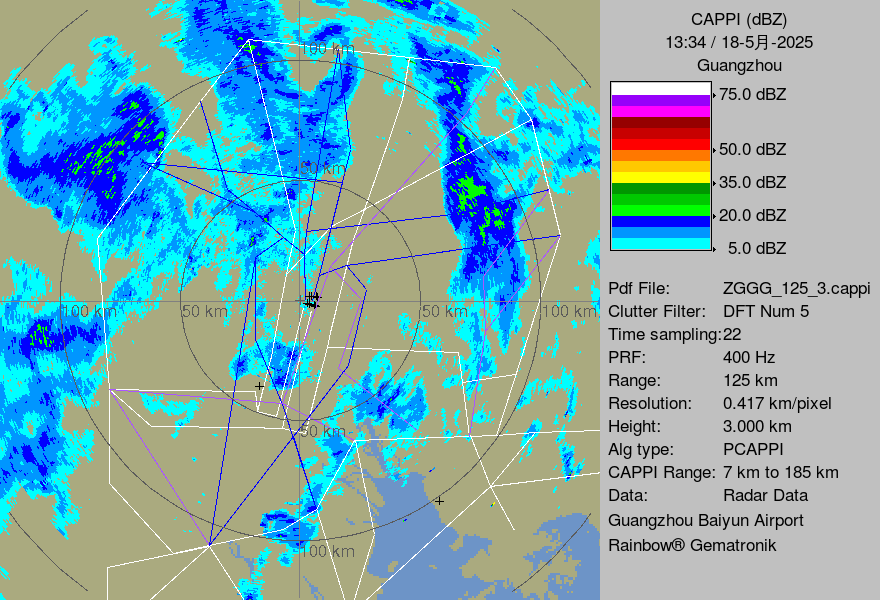 CAPPI (dBZ)
13:34 / 18-5月-2025
Guangzhou
75.0 dBZ
50.0 dBZ
35.0 dBZ
20.0 dBZ
5.0 dBZ
Pdf File: ZGGG_125_3.cappi
Clutter Filter: DFT Num 5
Time sampling:22
PRF: 400 Hz
Range: 125 km
Resolution: 0.417 km/pixel
Height: 3.000 km
Alg type: PCAPPI
CAPPI Range: 7 km to 185 km
Data: Radar Data
Guangzhou Baiyun Airport
Rainbow® Gematronik
100 km
50 km
100 km
50 km
50 km
100 km
50 km
100 km